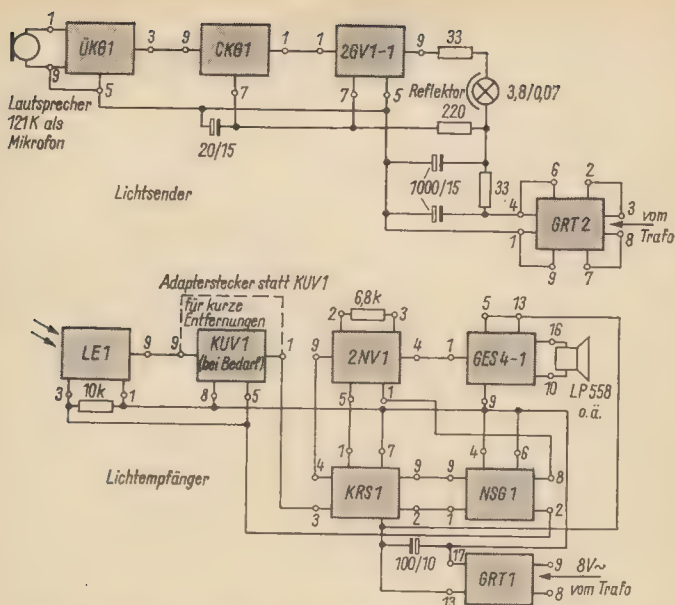 1
ÜKG1
3
9
CKG1
1
1
2GV1-1
9
33
9
5
7
7
5
Reflektor
3,8/0,07
220
Lautsprecher
121K als
Mikrofon
20/15
Lichtsender
1000/15
33
6
2
4
GRT 2
3
vom
Trafo
1
8
9
7
Adapterstecker statt KUV1
für kurze
Entfernungen
LE1
9
9
KUV1
(bei Bedarf)
1
3
10k
1
8
5
6,8k
2
3
9
2NV1
4
1
5
1
5
13
GES4-1
16
10
9
LP 558
o.ä.
Lichtempfänger
1
7
4
KRS1
9
9
3
2
1
4
6
NSG1
8
2
100/10
17
GRT1
9
8V~
vom Trafo
13
8